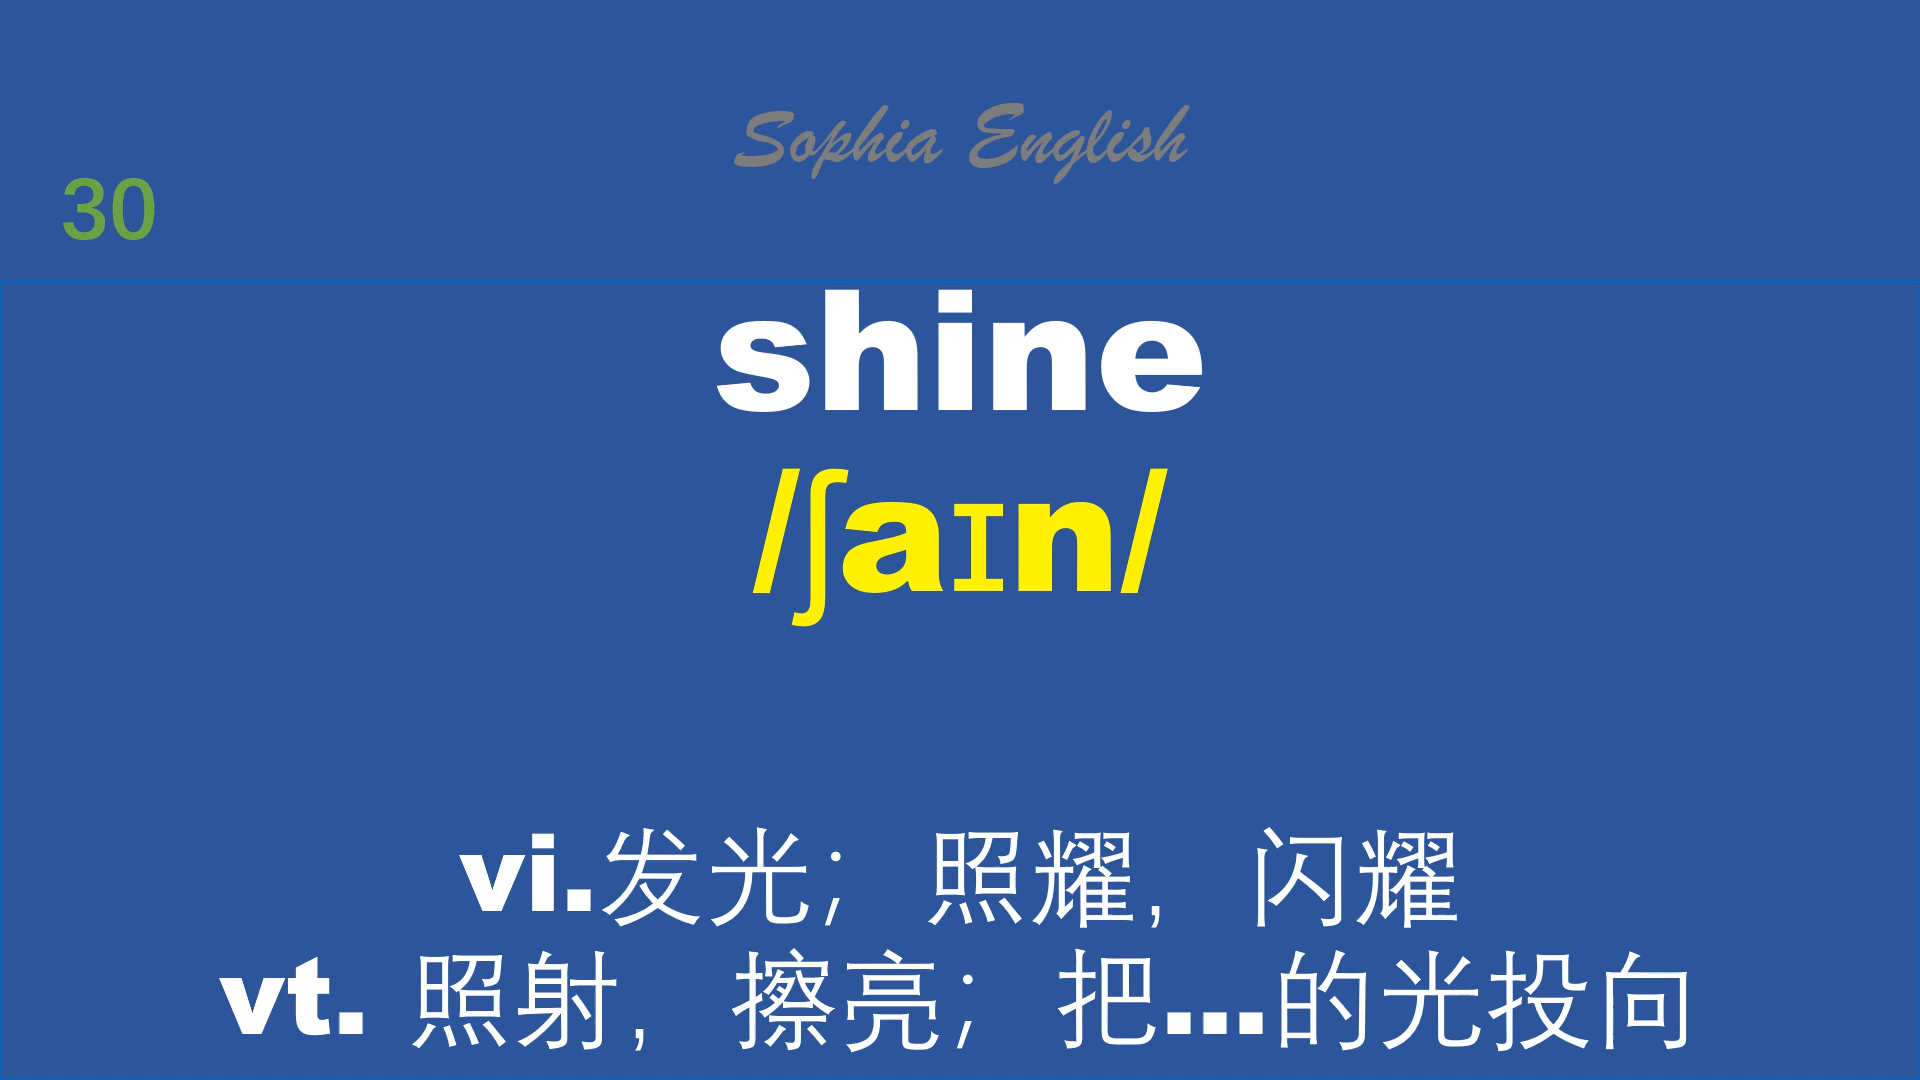 Sophia English
30
shine
/ʃaɪn/
vi.发光；照耀，闪耀
vt. 照射，擦亮；把...的光投向